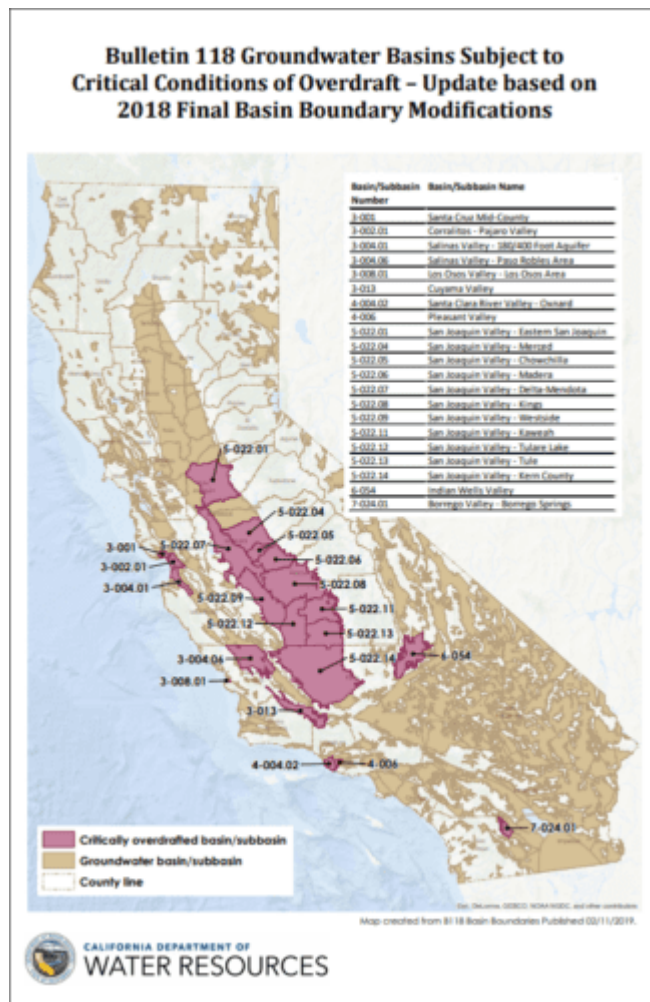 Bulletin 118 Groundwater Basins Subject to
Critical Conditions of Overdraft – Update based on
2018 Final Basin Boundary Modifications
Basin/Subbasin Number Basin/Subbasin Name
3-001 Santa Cruz Mid-County
3-002.01 Corralitos - Pajaro Valley
3-004.01 Salinas Valley - 180/400 Foot Aquifer
3-004.06 Salinas Valley - Paso Robles Area
3-008.01 Los Osos Valley - Los Osos Area
3-013 Cuyama Valley
4-004.02 Santa Clara River Valley - Oxnard
4-006 Pleasant Valley
5-022.01 San Joaquin Valley - Eastern San Joaquin
5-022.04 San Joaquin Valley - Merced
5-022.05 San Joaquin Valley - Chowchilla
5-022.06 San Joaquin Valley - Madera
5-022.07 San Joaquin Valley - Delta-Mendota
5-022.08 San Joaquin Valley - Kings
5-022.09 San Joaquin Valley - Westside
5-022.11 San Joaquin Valley - Kaweah
5-022.12 San Joaquin Valley - Tulare Lake
5-022.13 San Joaquin Valley - Tule
5-022.14 San Joaquin Valley - Kern County
6-054 Indian Wells Valley
7-024.01 Borrego Valley - Borrego Springs
5-022.01
5-022.04
5-022.05
5-022.07
3-001
5-022.06
3-002.01
5-022.08
3-004.01
5-022.09
5-022.11
5-022.12
5-022.13
6-054
3-004.06
5-022.14
3-008.01
3-013
4-004.02
4-006
7-024.01
Critically overdrafted basin/subbasin
Groundwater basin/subbasin
County line
and other contributors
Map created from B118 Basin Boundaries Published 02/11/2019.
CALIFORNIA DEPARTMENT OF
WATER RESOURCES